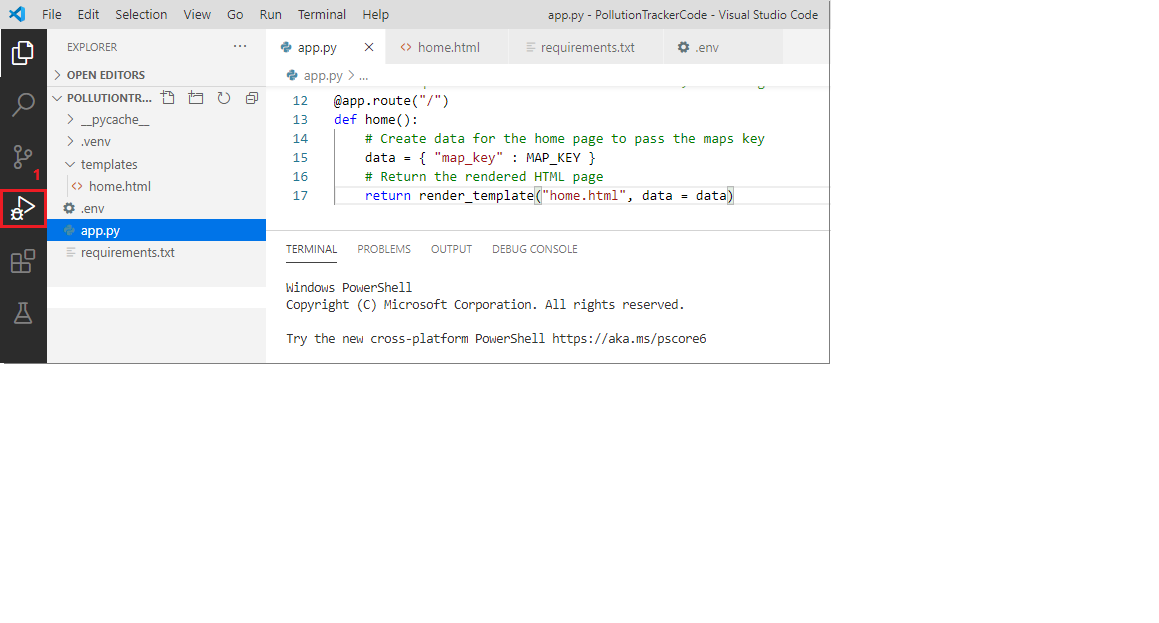 File Edit Selection View Go Run Terminal Help app.py - PollutionTrackerCode - Visual Studio Code
EXPLORER ...
OPEN EDITORS
POLLUTIONTR...
__pycache__
.venv
templates
home.html
.env
app.py
requirements.txt
1
app.py home.html requirements.txt .env
app.py > ...
12 @app.route("/")
13 def home():
14 # Create data for the home page to pass the maps key
15 data = { "map_key" : MAP_KEY }
16 # Return the rendered HTML page
17 return render_template("home.html", data = data)
TERMINAL PROBLEMS OUTPUT DEBUG CONSOLE
Windows PowerShell
Copyright (C) Microsoft Corporation. All rights reserved.
Try the new cross-platform PowerShell https://aka.ms/pscore6